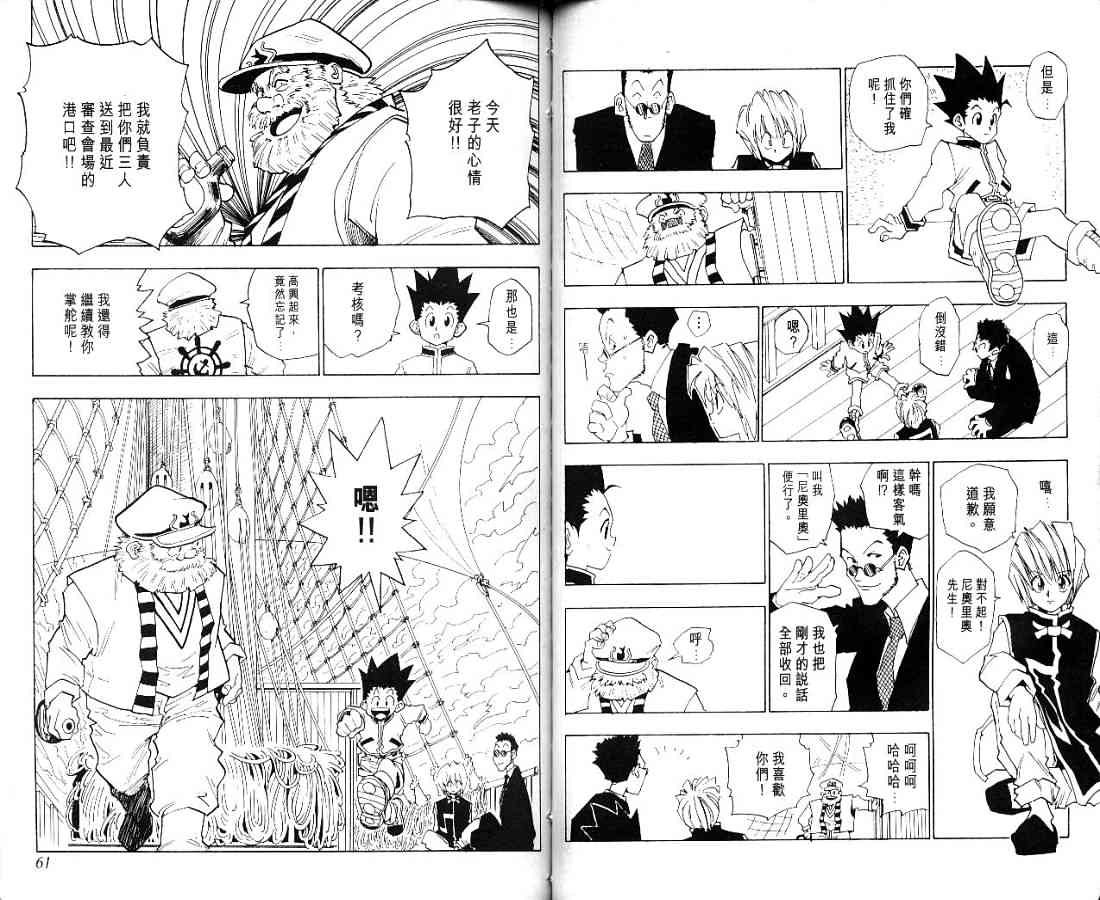 但是…
你們確
抓住了我
呢！
這…
倒沒錯…
嗯？
…
嘻…
我願意
道歉。
對不起！
尼奧里奧
先生！
幹嗎
這樣客氣
啊!?
叫我
「尼奧里奧」
便行了。
我也把
剛才的說話
全部收回。
呼…
呵呵呵
哈哈哈…
我喜歡
你們！
今天
老子的心情
很好!!
我就負責
把你們三人
送到最近
審查會場的
港口吧!!
那也是…
考核嗎？
高興起來，
竟然忘記了…
我還得
繼續教你
掌舵呢！
嗯!!
61